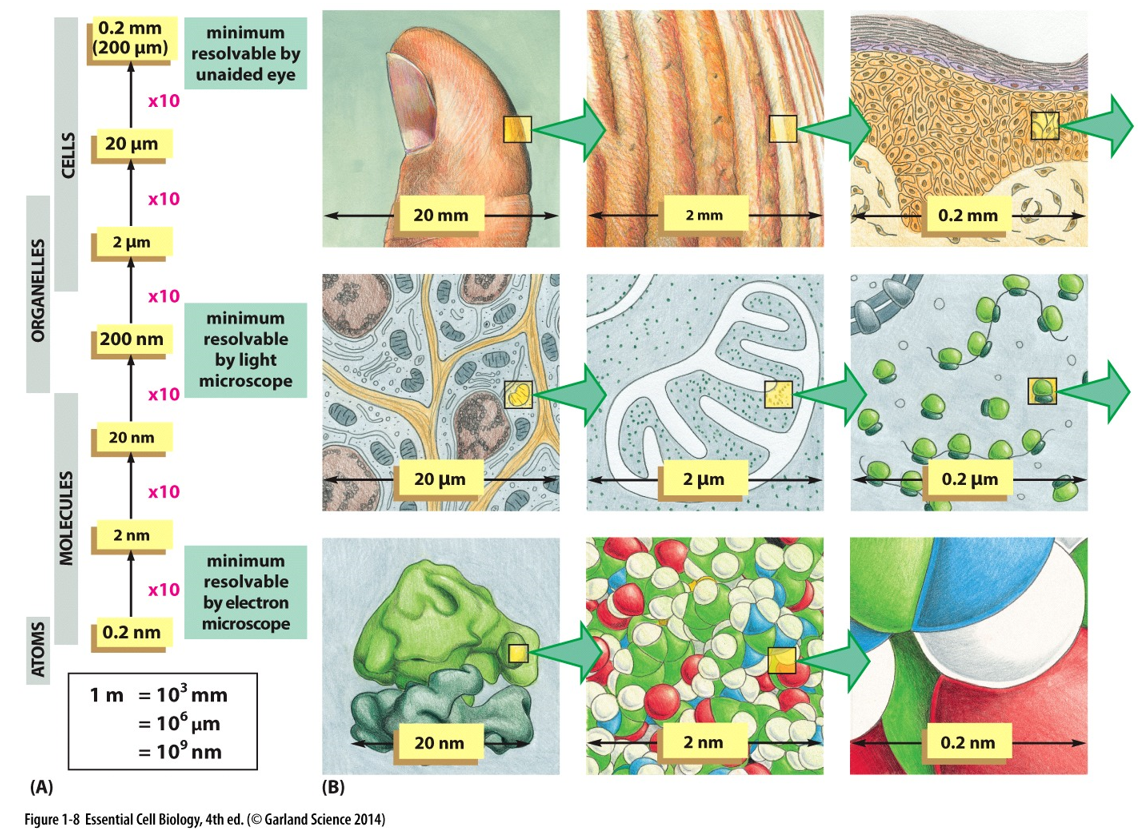 CELLS
ORGANELLES
MOLECULES
ATOMS
0.2 mm
(200 µm)
x10
20 µm
x10
2 µm
x10
200 nm
x10
20 nm
x10
2 nm
x10
0.2 nm
minimum
resolvable by
unaided eye
minimum
resolvable
by light
microscope
minimum
resolvable
by electron
microscope
1 m = 10³ mm
= 10⁶ µm
= 10⁹ nm
(A)
20 mm
2 mm
0.2 mm
20 µm
2 µm
0.2 µm
20 nm
2 nm
0.2 nm
(B)
Figure 1-8 Essential Cell Biology, 4th ed. (© Garland Science 2014)